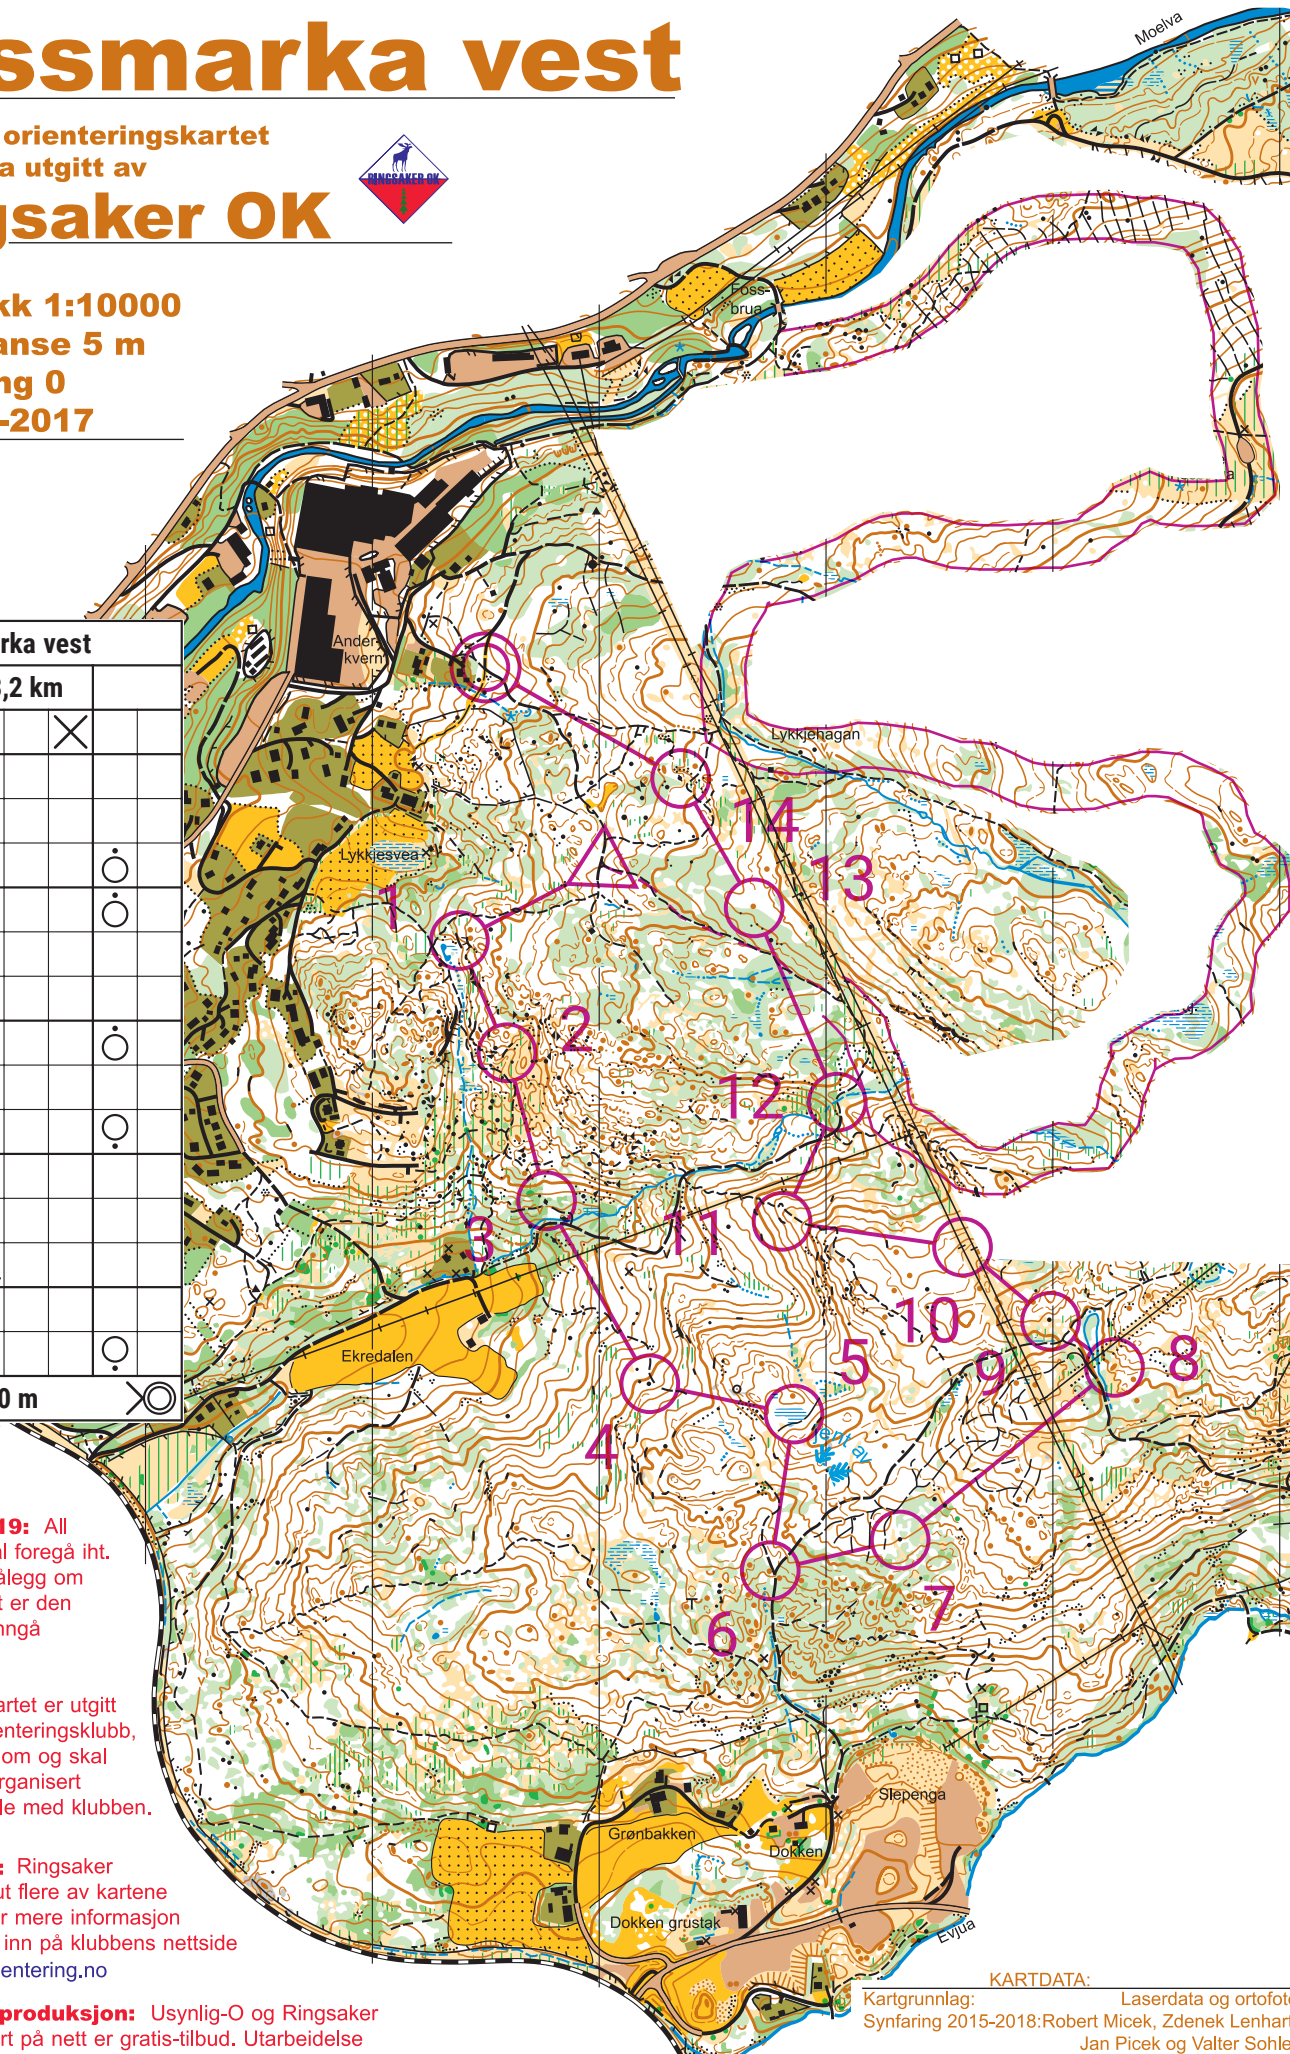 ssmarka vest
orienteringskartet
a utgitt av
gsaker OK
RINGSAKER OK
kk 1:10000
anse 5 m
ng 0
-2017
Moelva
Foss-
brua
Ander-
kvern
Lykkjehagan
Lykkjesvea
Ekredalen
Grønbakken
Dokken
Dokken grustak
Slepenga
Evjua
rka vest
3,2 km
0 m
1
2
3
4
5
6
7
8
9
10
11
12
13
14
19: All
al foregå iht.
ålegg om
t er den
nngå
artet er utgitt
enteringsklubb,
om og skal
rganisert
le med klubben.
: Ringsaker
ut flere av kartene
r mere informasjon
inn på klubbens nettside
entering.no
produksjon: Usynlig-O og Ringsaker
ort på nett er gratis-tilbud. Utarbeidelse
KARTDATA:
Kartgrunnlag: Laserdata og ortofoto
Synfaring 2015-2018:Robert Micek, Zdenek Lenhart
Jan Picek og Valter Sohle